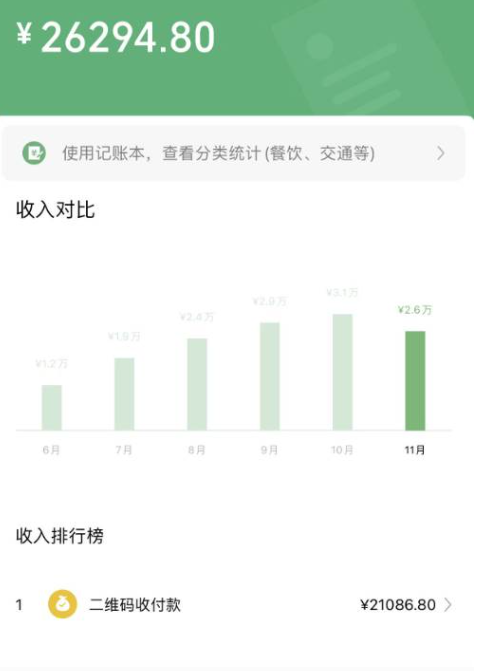 ¥26294.80
使用记账本，查看分类统计(餐饮、交通等)
收入对比
¥3.1万
¥2.9万
¥2.6万
¥2.4万
¥1.9万
¥1.2万
6月 7月 8月 9月 10月 11月
收入排行榜
1 二维码收付款 ¥21086.80